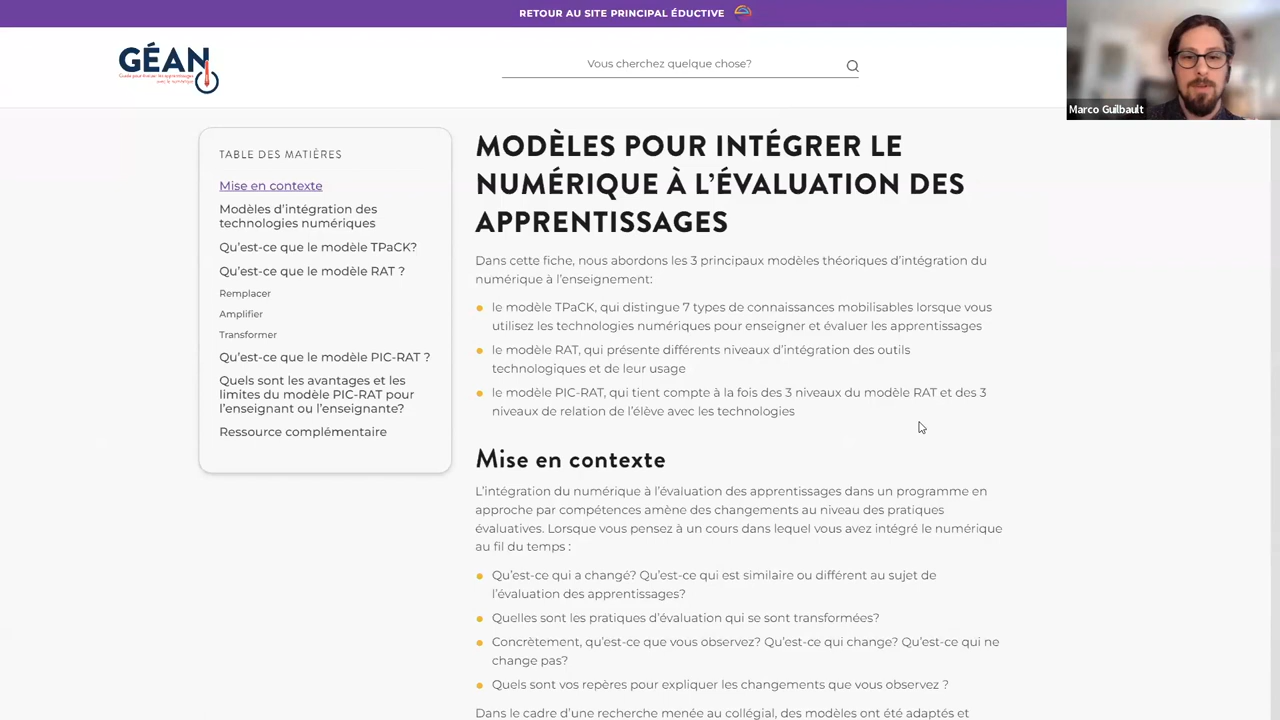 RETOUR AU SITE PRINCIPAL ÉDUCTIVE
GÉAN
Vous cherchez quelque chose?
Marco Guilbault
TABLE DES MATIÈRES
Mise en contexte
Modèles d'intégration des
technologies numériques
Qu'est-ce que le modèle TPaCK?
Qu'est-ce que le modèle RAT ?
Remplacer
Amplifier
Transformer
Qu'est-ce que le modèle PIC-RAT ?
Quels sont les avantages et les
limites du modèle PIC-RAT pour
l'enseignant ou l'enseignante?
Ressource complémentaire
MODÈLES POUR INTÉGRER LE
NUMÉRIQUE À L'ÉVALUATION DES
APPRENTISSAGES
Dans cette fiche, nous abordons les 3 principaux modèles théoriques d'intégration du
numérique à l'enseignement:
le modèle TPaCK, qui distingue 7 types de connaissances mobilisables lorsque vous
utilisez les technologies numériques pour enseigner et évaluer les apprentissages
le modèle RAT, qui présente différents niveaux d'intégration des outils
technologiques et de leur usage
le modèle PIC-RAT, qui tient compte à la fois des 3 niveaux du modèle RAT et des 3
niveaux de relation de l'élève avec les technologies
Mise en contexte
L'intégration du numérique à l'évaluation des apprentissages dans un programme en
approche par compétences amène des changements au niveau des pratiques
évaluatives. Lorsque vous pensez à un cours dans lequel vous avez intégré le numérique
au fil du temps :
Qu'est-ce qui a changé? Qu'est-ce qui est similaire ou différent au sujet de
l'évaluation des apprentissages?
Quelles sont les pratiques d'évaluation qui se sont transformées?
Concrètement, qu'est-ce que vous observez? Qu'est-ce qui change? Qu'est-ce qui ne
change pas?
Quels sont vos repères pour expliquer les changements que vous observez ?
Dans le cadre d'une recherche menée au collégial, des modèles ont été adaptés et